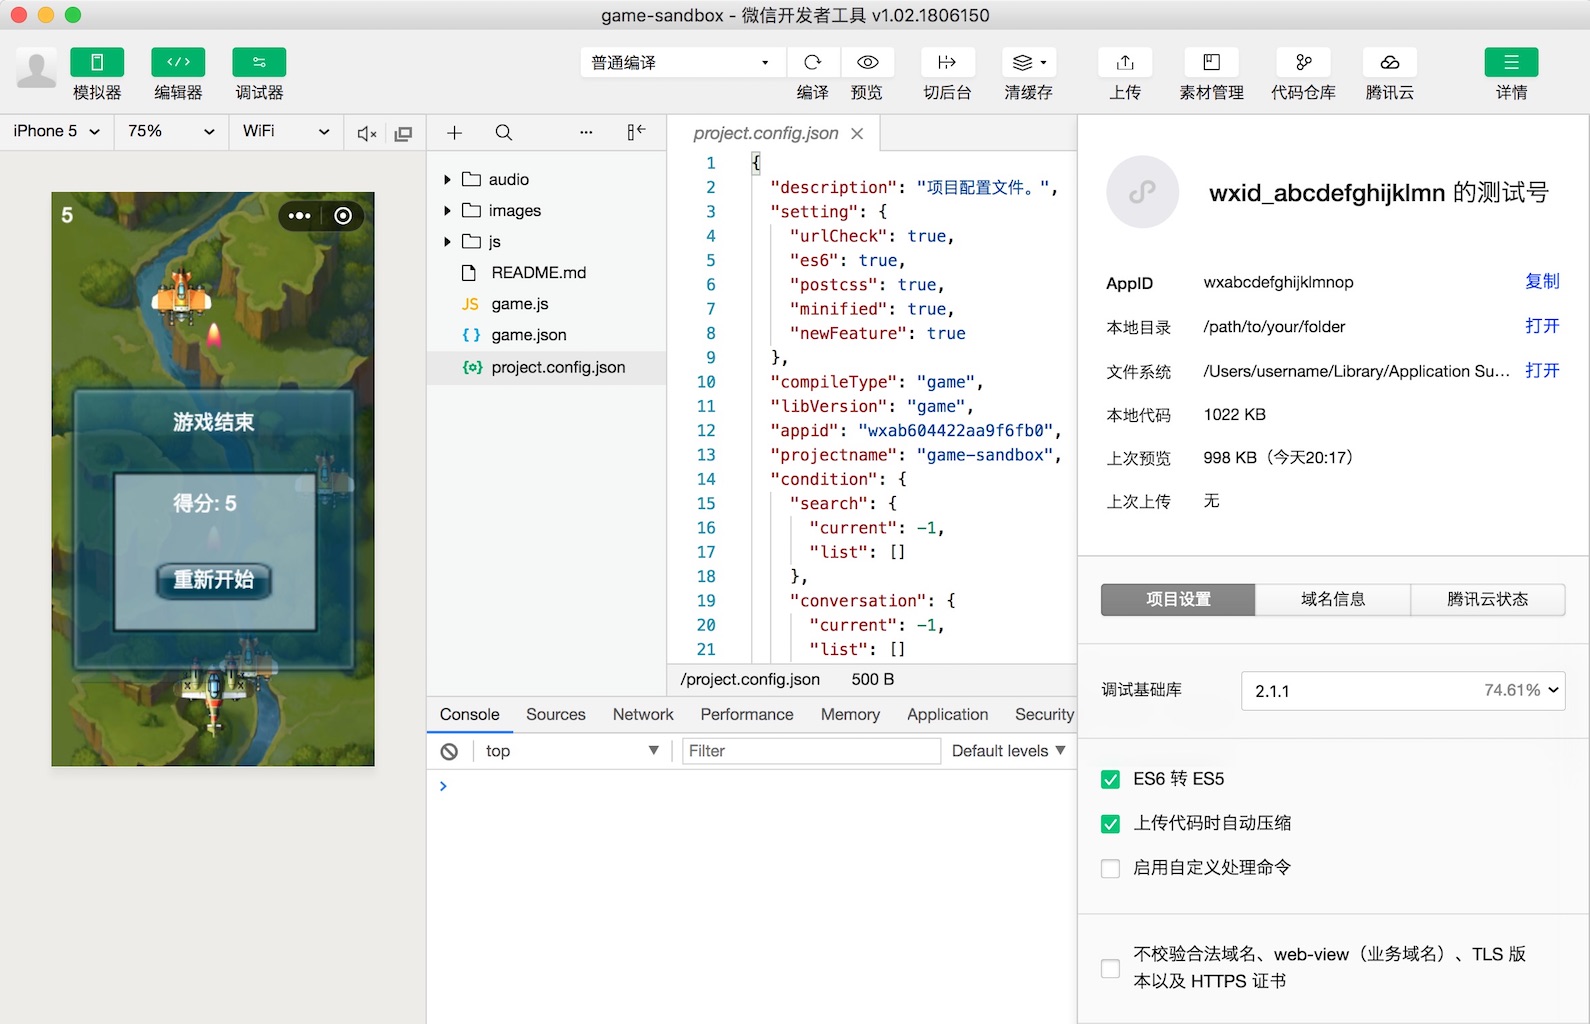 game-sandbox - 微信开发者工具 v1.02.1806150
模拟器
编辑器
调试器
普通编译
编译
预览
切后台
清缓存
上传
素材管理
代码仓库
腾讯云
详情
iPhone 5
75%
WiFi
5
游戏结束
得分: 5
重新开始
audio
images
js
README.md
JS game.js
{ } game.json
project.config.json
project.config.json
1 {
2 "description": "项目配置文件。",
3 "setting": {
4 "urlCheck": true,
5 "es6": true,
6 "postcss": true,
7 "minified": true,
8 "newFeature": true
9 },
10 "compileType": "game",
11 "libVersion": "game",
12 "appid": "wxab604422aa9f6fb0",
13 "projectname": "game-sandbox",
14 "condition": {
15 "search": {
16 "current": -1,
17 "list": []
18 },
19 "conversation": {
20 "current": -1,
21 "list": []
/project.config.json 500 B
Console Sources Network Performance Memory Application Security
top
Filter
Default levels
wxid_abcdefghijklmn 的测试号
AppID wxabcdefghijklmnop 复制
本地目录 /path/to/your/folder 打开
文件系统 /Users/username/Library/Application Su... 打开
本地代码 1022 KB
上次预览 998 KB（今天20:17）
上次上传 无
项目设置 域名信息 腾讯云状态
调试基础库 2.1.1 74.61%
ES6 转 ES5
上传代码时自动压缩
启用自定义处理命令
不校验合法域名、web-view（业务域名）、TLS 版
本以及 HTTPS 证书